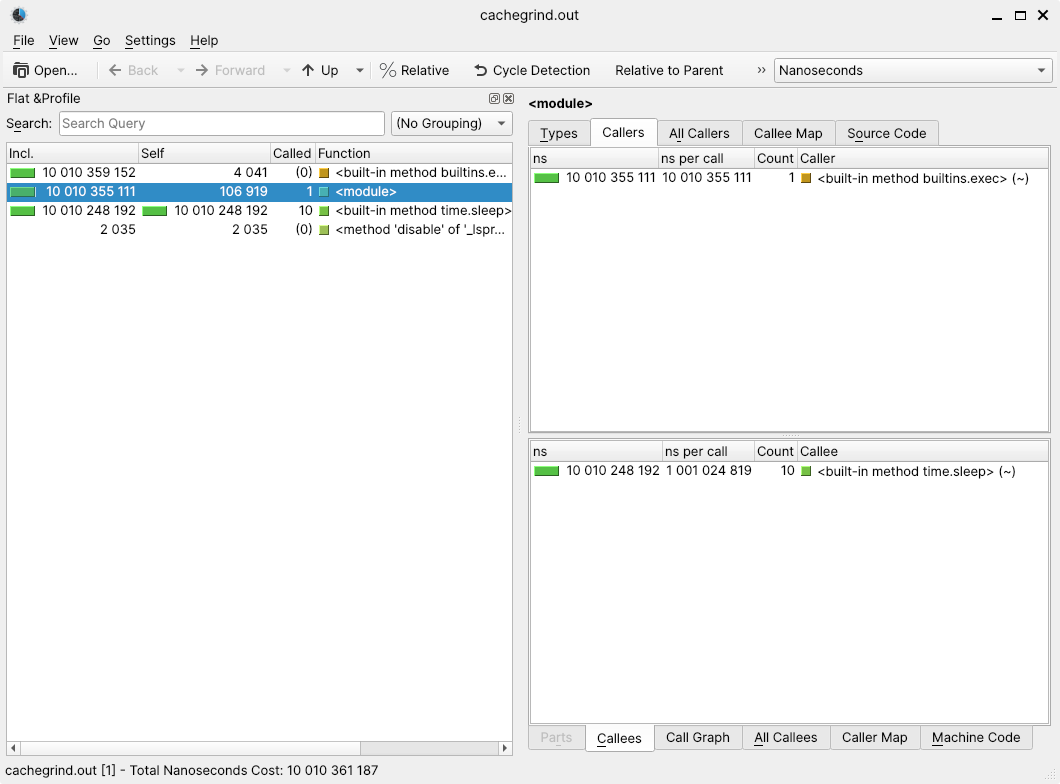 cachegrind.out
File View Go Settings Help
Open... Back Forward Up Relative Cycle Detection Relative to Parent » Nanoseconds
Flat &Profile
Search: Search Query (No Grouping)
Incl. Self Called Function
10 010 359 152 4 041 (0) <built-in method builtins.e...
10 010 355 111 106 919 1 <module>
10 010 248 192 10 010 248 192 10 <built-in method time.sleep>
2 035 2 035 (0) <method 'disable' of '_lspr...
<module>
Types Callers All Callers Callee Map Source Code
ns ns per call Count Caller
10 010 355 111 10 010 355 111 1 <built-in method builtins.exec> (~)
ns ns per call Count Callee
10 010 248 192 1 001 024 819 10 <built-in method time.sleep> (~)
Parts Callees Call Graph All Callees Caller Map Machine Code
cachegrind.out [1] - Total Nanoseconds Cost: 10 010 361 187